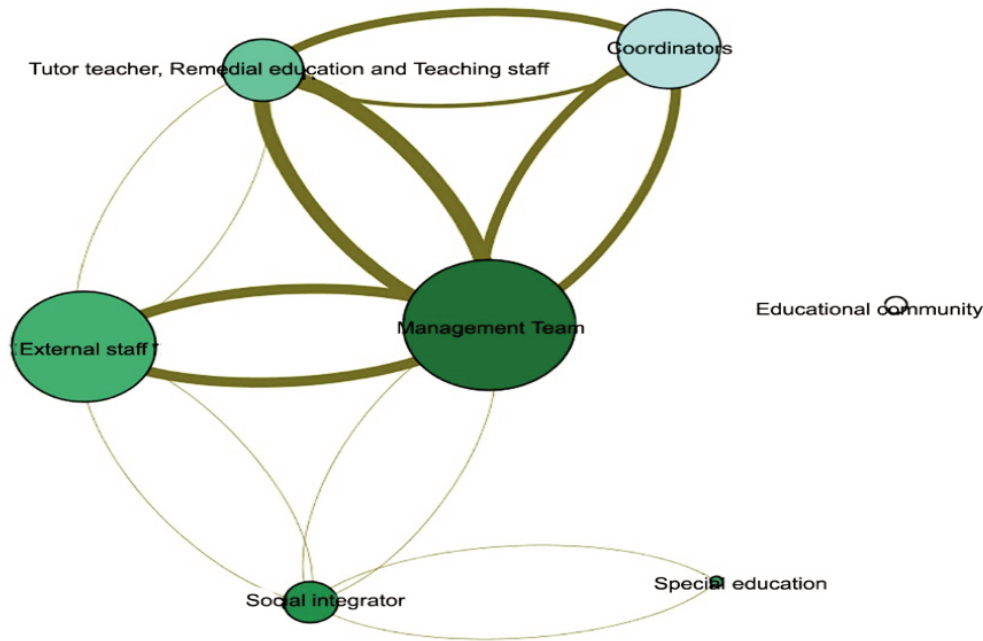 Coordinators
Tutor teacher, Remedial education and Teaching staff
Educational community
Management Team
External staff
Special education
Social integrator